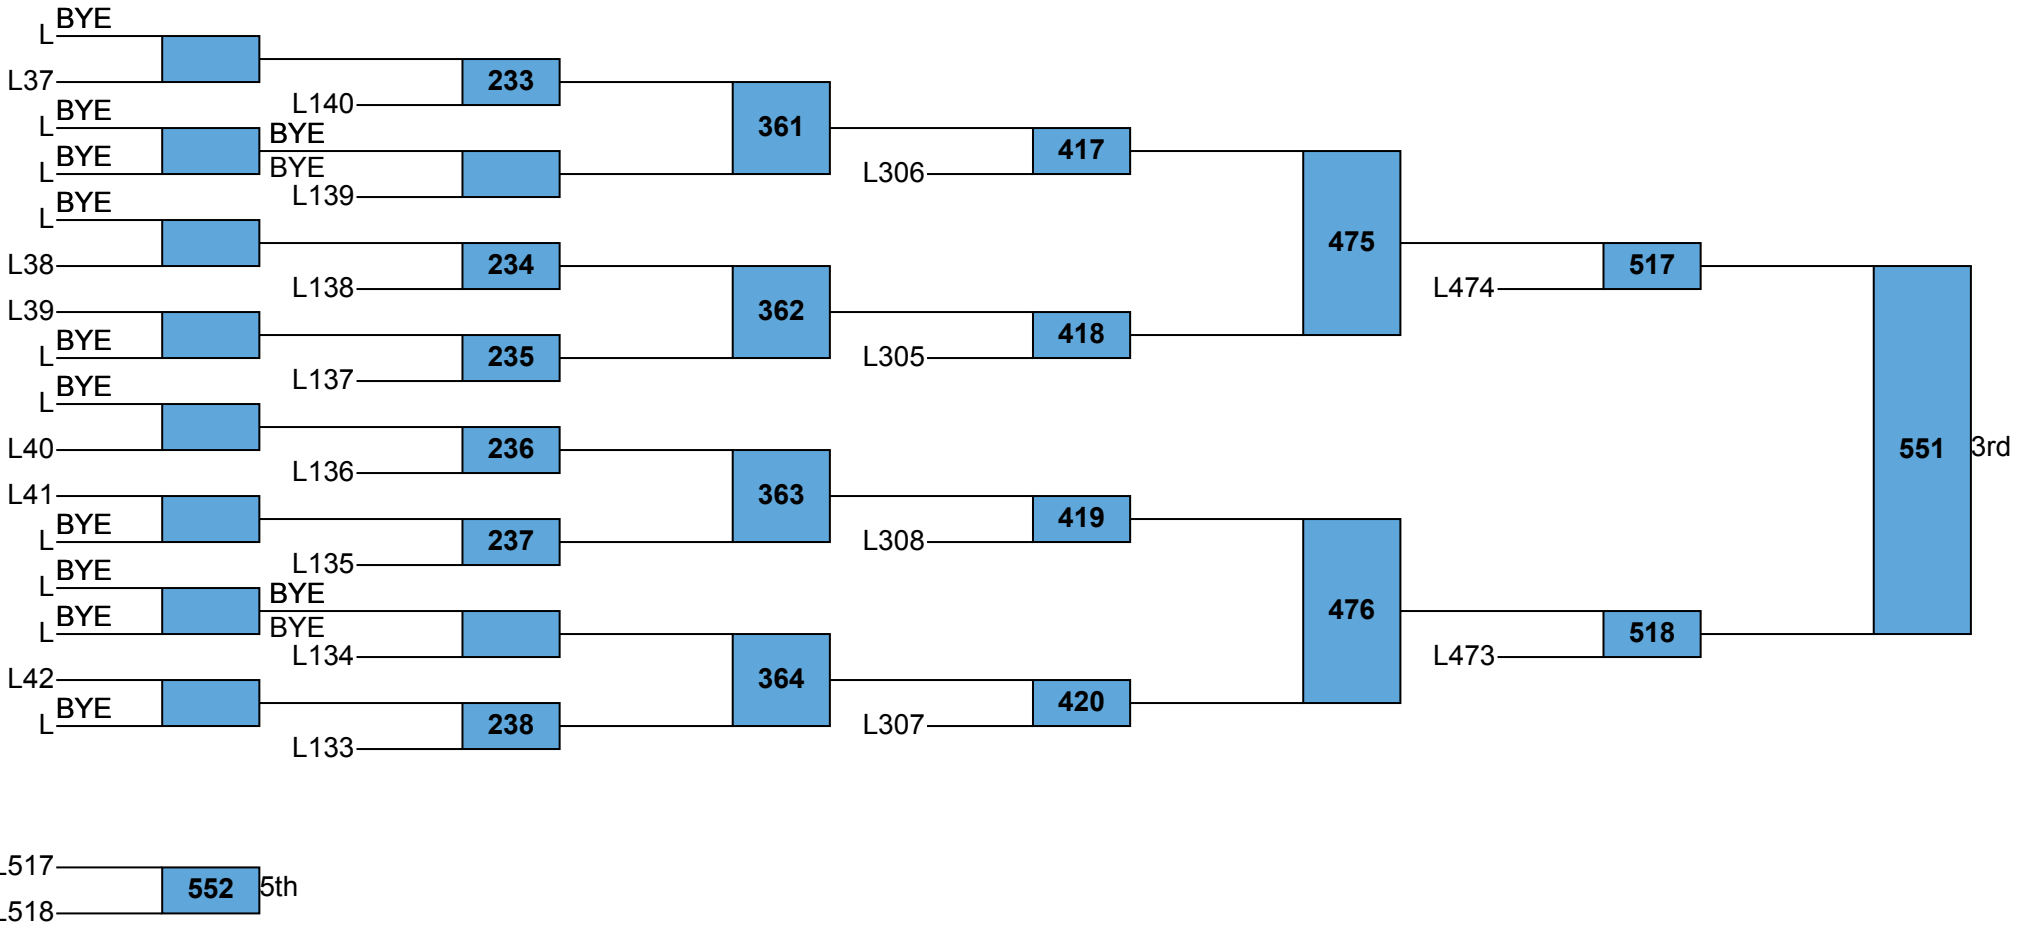 BYE
L
L37
BYE
L
BYE
L
BYE
L
L38
L39
BYE
L
BYE
L
L40
L41
BYE
L
BYE
L
BYE
L
L42
BYE
L
L140
BYE
BYE
L139
L138
L137
L136
L135
BYE
BYE
L134
L133
233
234
235
236
237
238
361
362
363
364
L306
L305
L308
L307
417
418
419
420
475
476
L474
L473
517
518
551
3rd
L517
L518
552
5th